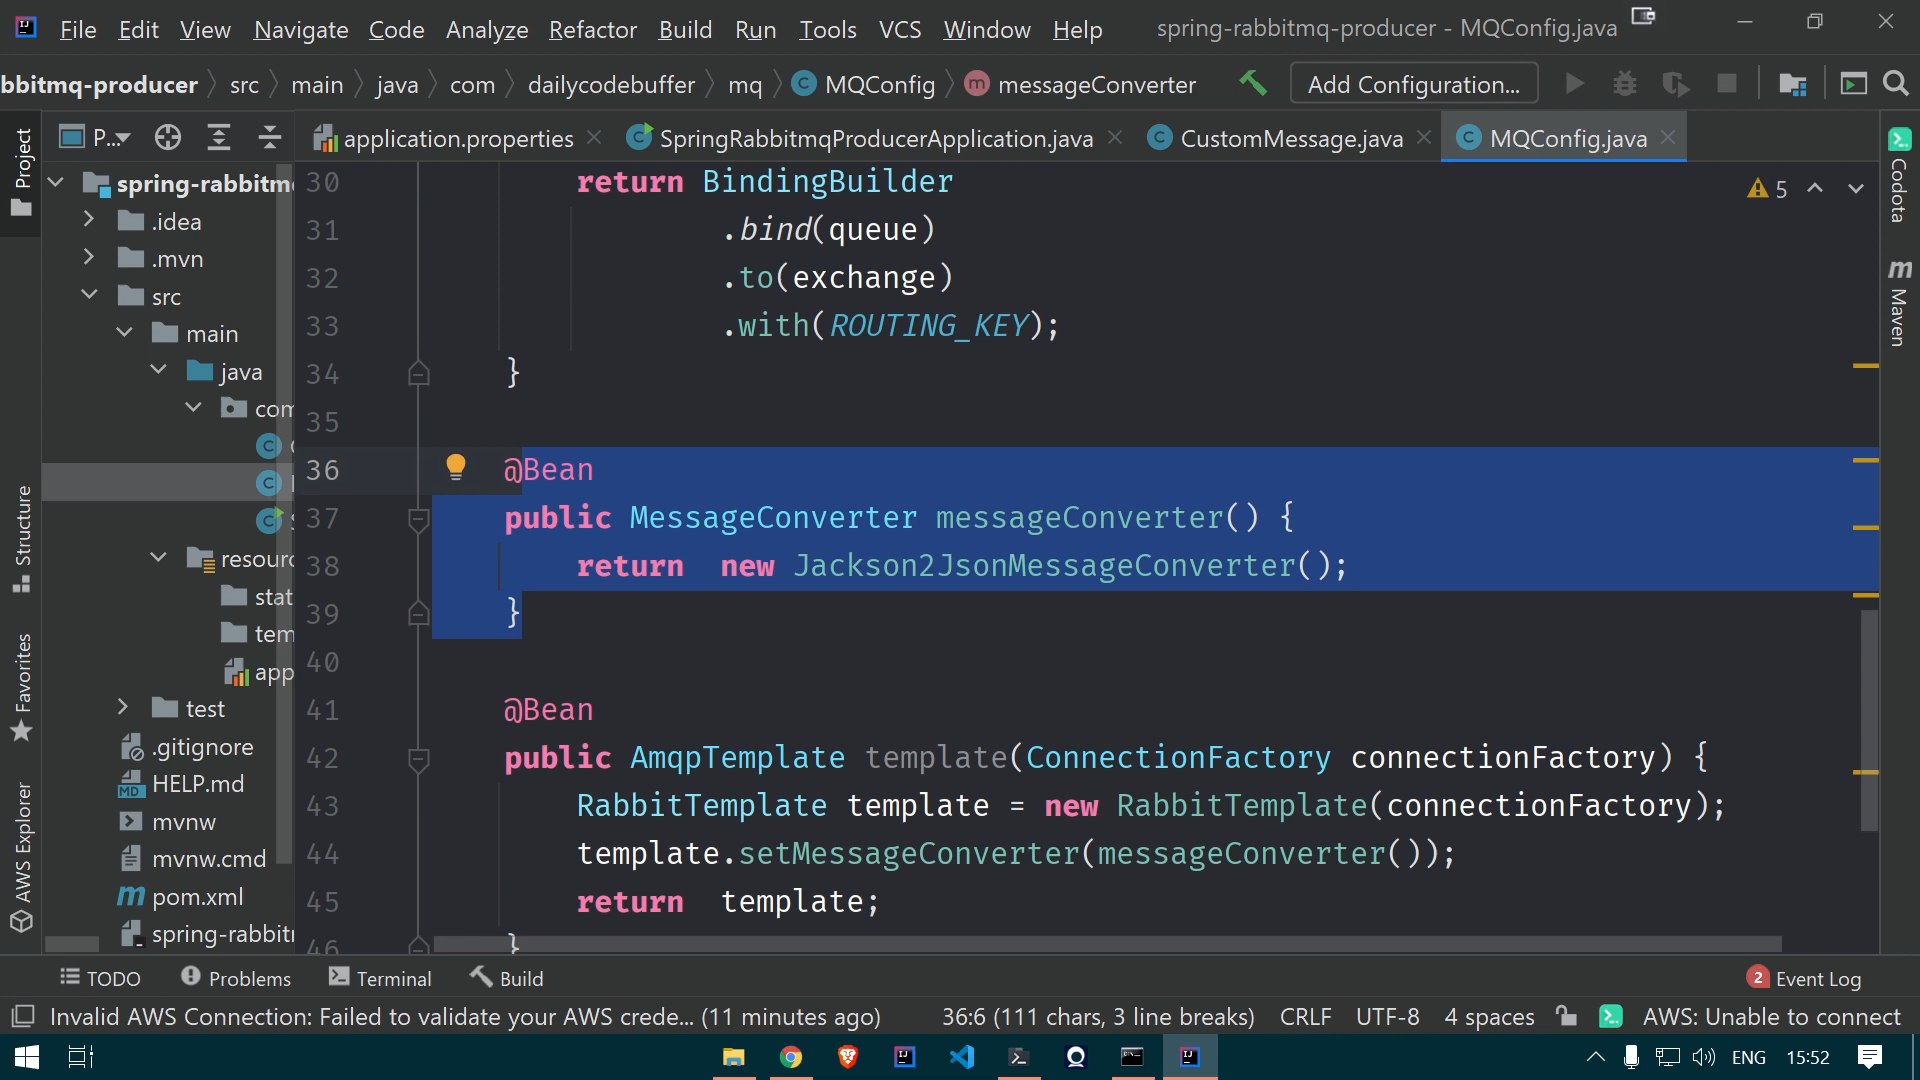 File Edit View Navigate Code Analyze Refactor Build Run Tools VCS Window Help spring-rabbitmq-producer - MQConfig.java
bbitmq-producer src main java com dailycodebuffer mq MQConfig messageConverter Add Configuration...
P... application.properties SpringRabbitmqProducerApplication.java CustomMessage.java MQConfig.java
Project
Structure
Favorites
AWS Explorer
spring-rabbitm
.idea
.mvn
src
main
java
com
resourc
stat
tem
app
test
.gitignore
HELP.md
mvnw
mvnw.cmd
pom.xml
spring-rabbit
30 return BindingBuilder
31 .bind(queue)
32 .to(exchange)
33 .with(ROUTING_KEY);
34 }
35
36 @Bean
37 public MessageConverter messageConverter() {
38 return new Jackson2JsonMessageConverter();
39 }
40
41 @Bean
42 public AmqpTemplate template(ConnectionFactory connectionFactory) {
43 RabbitTemplate template = new RabbitTemplate(connectionFactory);
44 template.setMessageConverter(messageConverter());
45 return template;
46 }
5
Codota
Maven
TODO Problems Terminal Build 2 Event Log
Invalid AWS Connection: Failed to validate your AWS crede... (11 minutes ago) 36:6 (111 chars, 3 line breaks) CRLF UTF-8 4 spaces AWS: Unable to connect
ENG 15:52